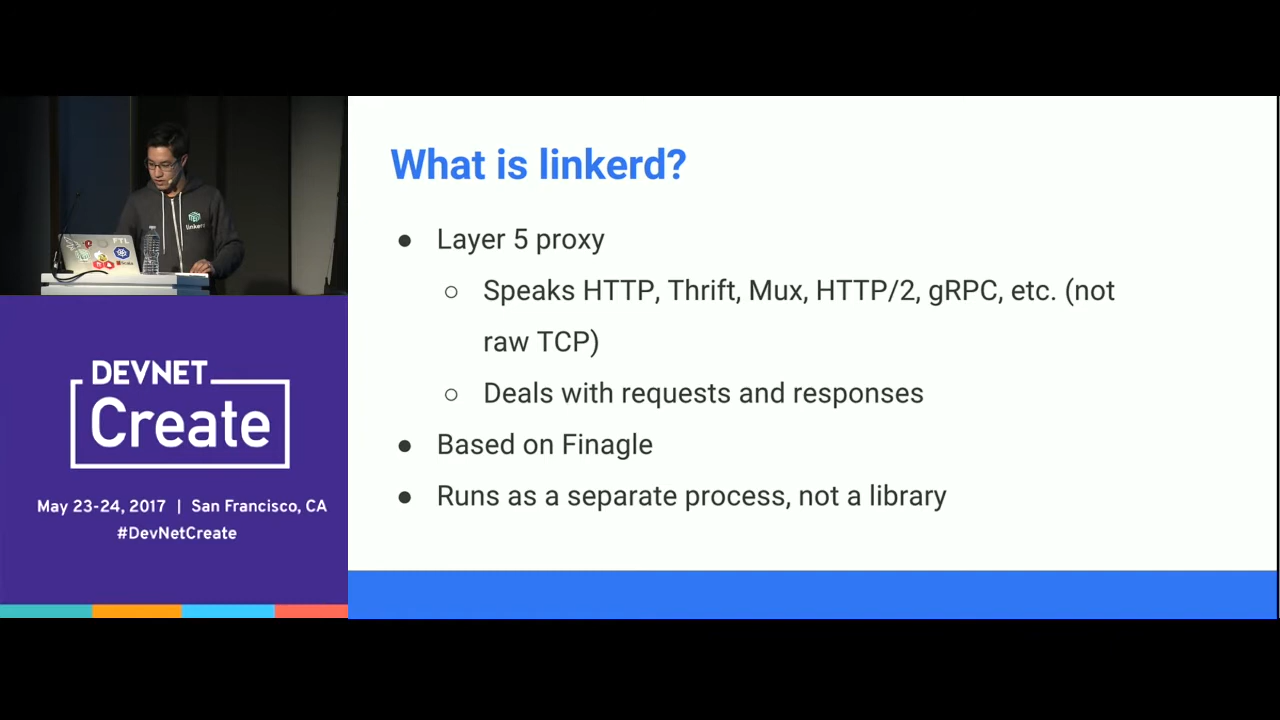 What is linkerd?
● Layer 5 proxy
○ Speaks HTTP, Thrift, Mux, HTTP/2, gRPC, etc. (not
raw TCP)
○ Deals with requests and responses
● Based on Finagle
● Runs as a separate process, not a library
linkerd
FTL
DEVNET
Create
May 23-24, 2017 | San Francisco, CA
#DevNetCreate